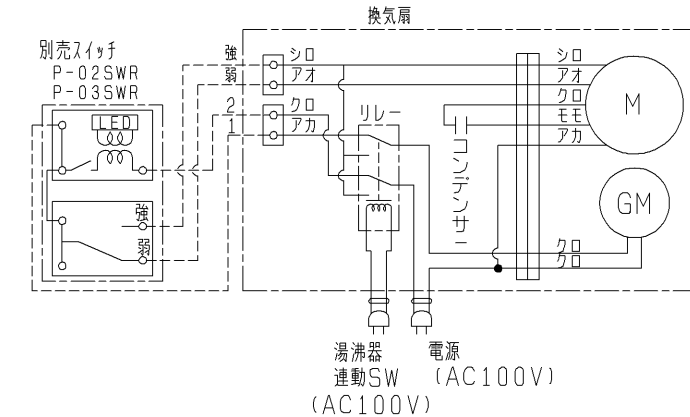 換気扇
別売スイッチ
P-02SWR
P-03SWR
強
シロ
弱
アオ
2
クロ
1
アカ
LED
強
弱
リレー
コンデンサー
シロ
アオ
クロ
モモ
アカ
M
GM
クロ
クロ
湯沸器
連動SW
(AC100V)
電源
(AC100V)